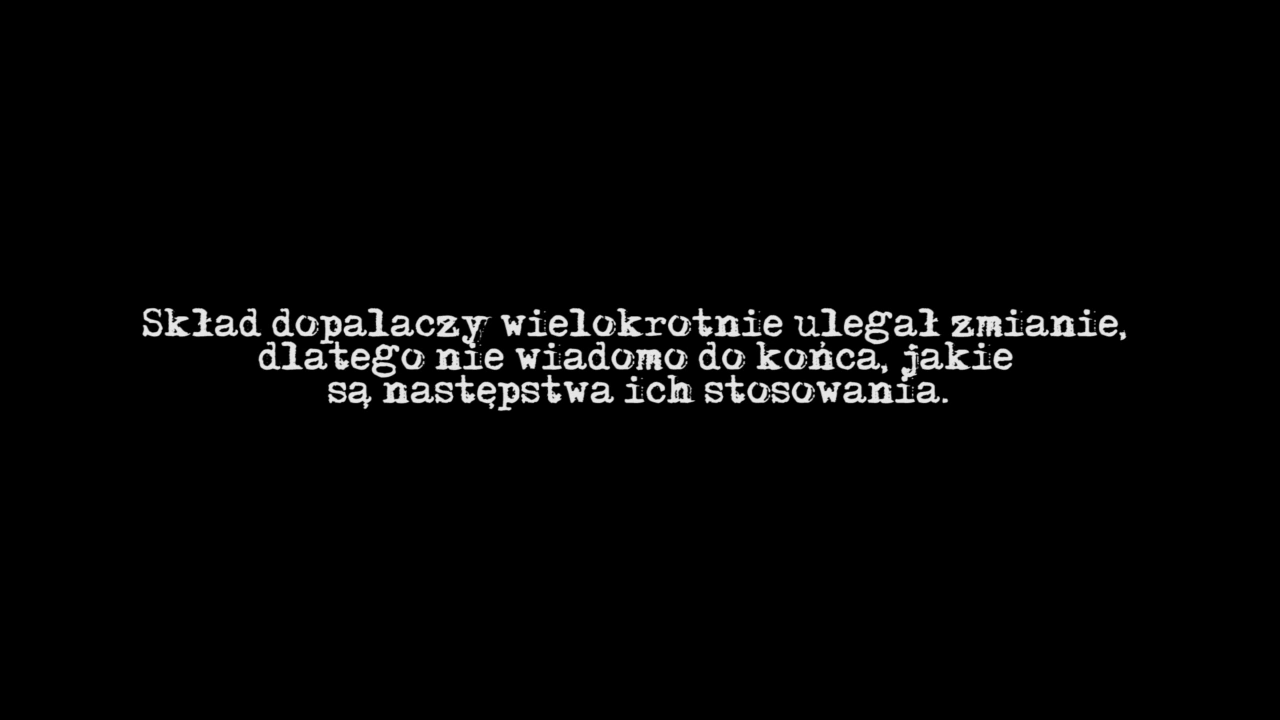 Skład dopalaczy wielokrotnie ulegał zmianie,
dlatego nie wiadomo do końca, jakie
są następstwa ich stosowania.